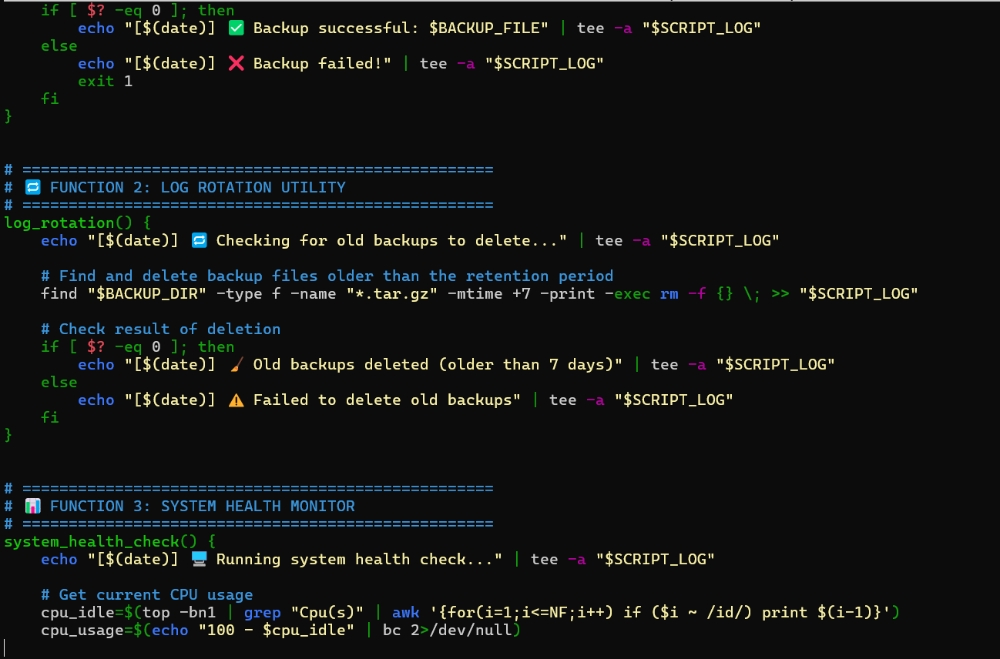 if [ $? -eq 0 ]; then
        echo "[$(date)] ✅ Backup successful: $BACKUP_FILE" | tee -a "$SCRIPT_LOG"
    else
        echo "[$(date)] ❌ Backup failed!" | tee -a "$SCRIPT_LOG"
        exit 1
    fi
}
# ===================================================
# 🔁 FUNCTION 2: LOG ROTATION UTILITY
# ===================================================
log_rotation() {
    echo "[$(date)] 🔁 Checking for old backups to delete..." | tee -a "$SCRIPT_LOG"
    # Find and delete backup files older than the retention period
    find "$BACKUP_DIR" -type f -name "*.tar.gz" -mtime +7 -print -exec rm -f {} \; >> "$SCRIPT_LOG"
    # Check result of deletion
    if [ $? -eq 0 ]; then
        echo "[$(date)] 🧹 Old backups deleted (older than 7 days)" | tee -a "$SCRIPT_LOG"
    else
        echo "[$(date)] ⚠️ Failed to delete old backups" | tee -a "$SCRIPT_LOG"
    fi
}
# ===================================================
# 📊 FUNCTION 3: SYSTEM HEALTH MONITOR
# ===================================================
system_health_check() {
    echo "[$(date)] 🖥️ Running system health check..." | tee -a "$SCRIPT_LOG"
    # Get current CPU usage
    cpu_idle=$(top -bn1 | grep "Cpu(s)" | awk '{for(i=1;i<=NF;i++) if ($i ~ /id/) print $(i-1)}')
    cpu_usage=$(echo "100 - $cpu_idle" | bc 2>/dev/null)